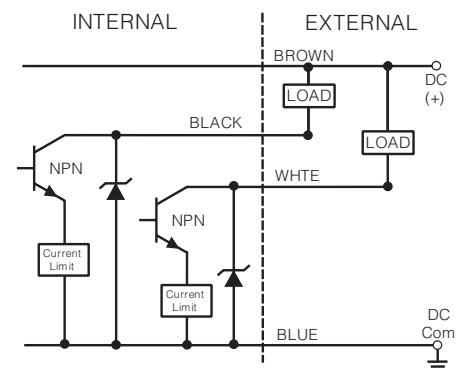 INTERNAL
EXTERNAL
BROWN
DC
(+)
LOAD
BLACK
LOAD
NPN
WHTE
NPN
Current
Limit
Current
Limit
DC
Com
BLUE